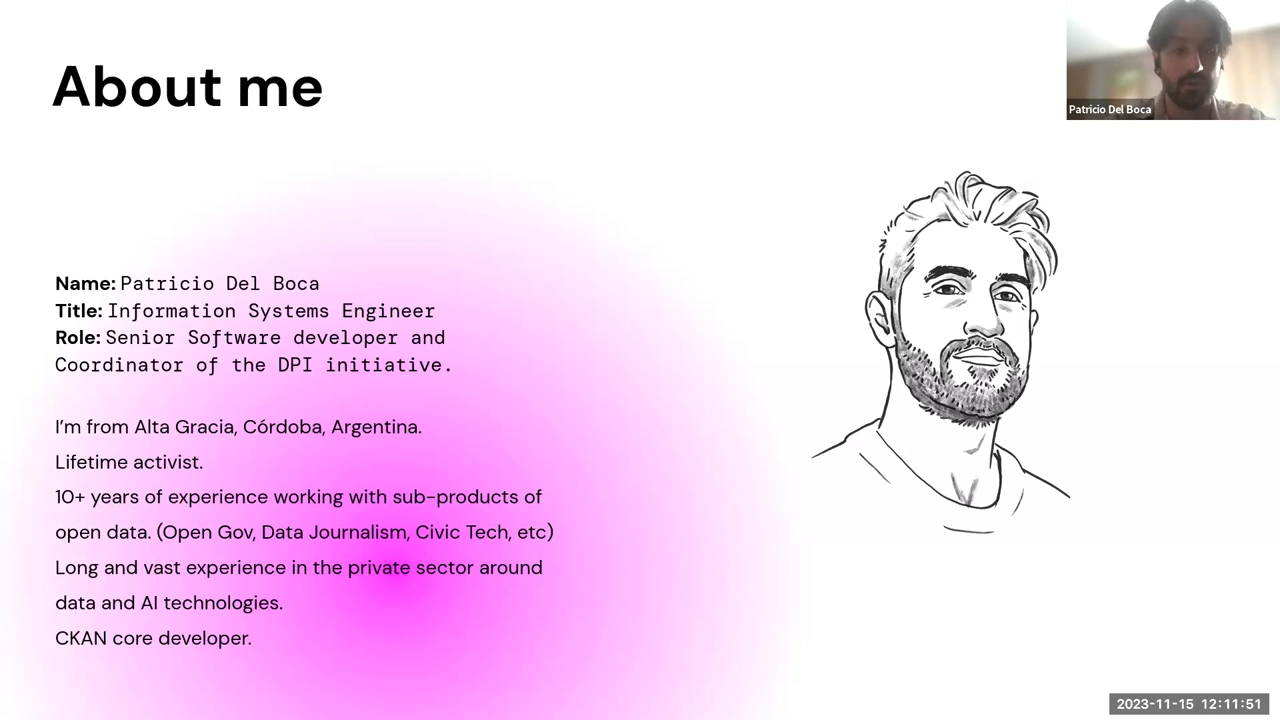 About me
Patricio Del Boca
Name: Patricio Del Boca
Title: Information Systems Engineer
Role: Senior Software developer and
Coordinator of the DPI initiative.
I’m from Alta Gracia, Córdoba, Argentina.
Lifetime activist.
10+ years of experience working with sub-products of
open data. (Open Gov, Data Journalism, Civic Tech, etc)
Long and vast experience in the private sector around
data and AI technologies.
CKAN core developer.
2023-11-15 12:11:51